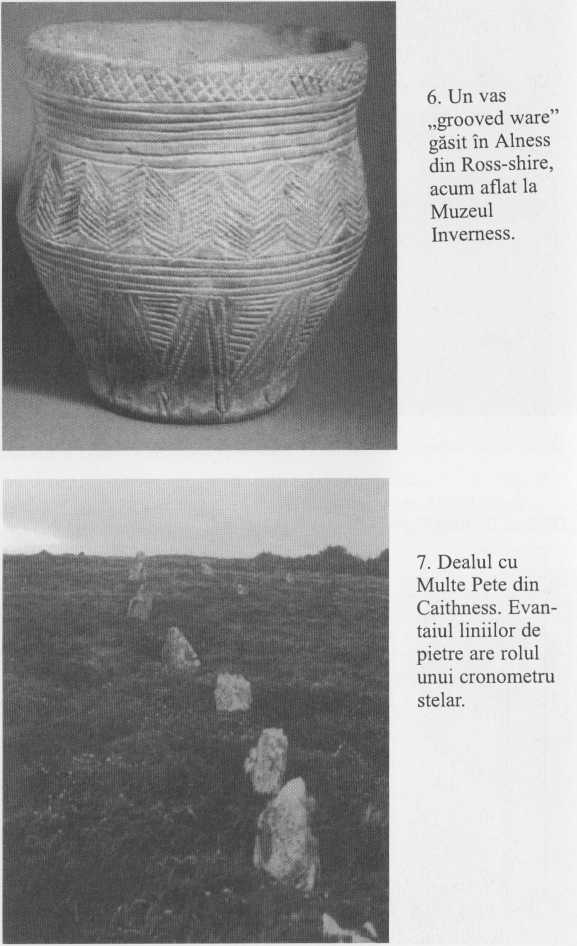 6. Un vas
„grooved ware”
găsit în Alness
din Ross-shire,
acum aflat la
Muzeul
Inverness.
7. Dealul cu
Multe Pete din
Caithness. Evan-
taiul liniilor de
pietre are rolul
unui cronometru
stelar.